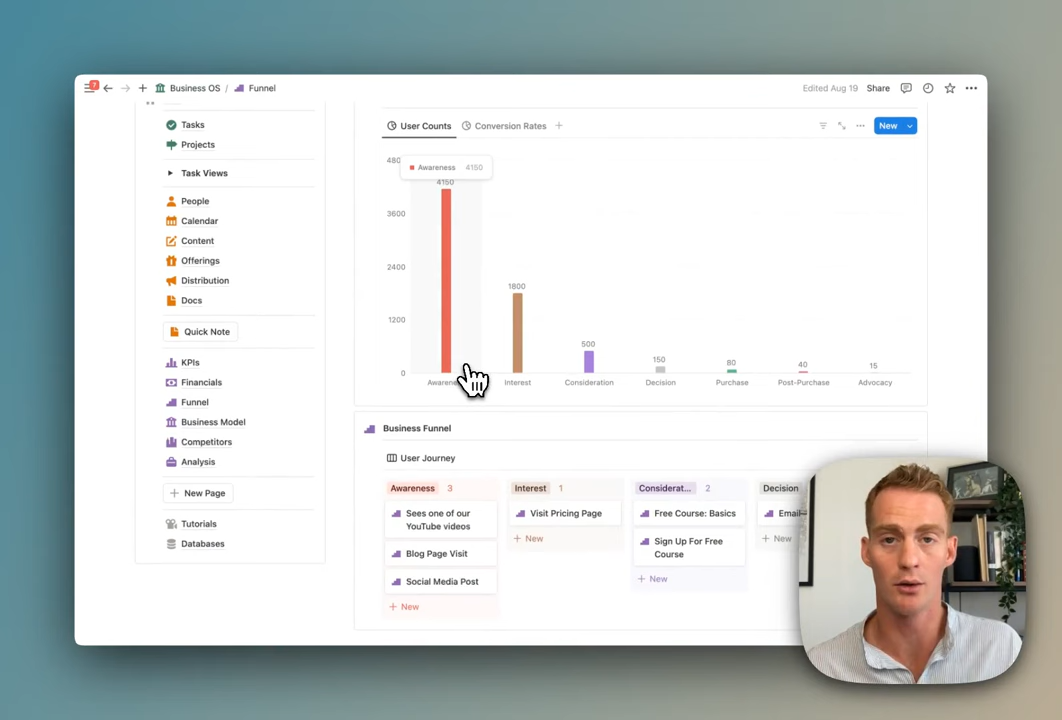 7
Business OS / Funnel
Edited Aug 19 Share
Tasks
Projects
Task Views
People
Calendar
Content
Offerings
Distribution
Docs
Quick Note
KPIs
Financials
Funnel
Business Model
Competitors
Analysis
New Page
Tutorials
Databases
User Counts
Conversion Rates
New
Awareness 4150
4800
3600
2400
1200
0
4150
1800
500
150
80
40
15
Interest
Consideration
Decision
Purchase
Post-Purchase
Advocacy
Business Funnel
User Journey
Awareness 3
Sees one of our
YouTube videos
Blog Page Visit
Social Media Post
+ New
Interest 1
Visit Pricing Page
+ New
Considerat... 2
Free Course: Basics
Sign Up For Free
Course
+ New
Decision
Email
+ New